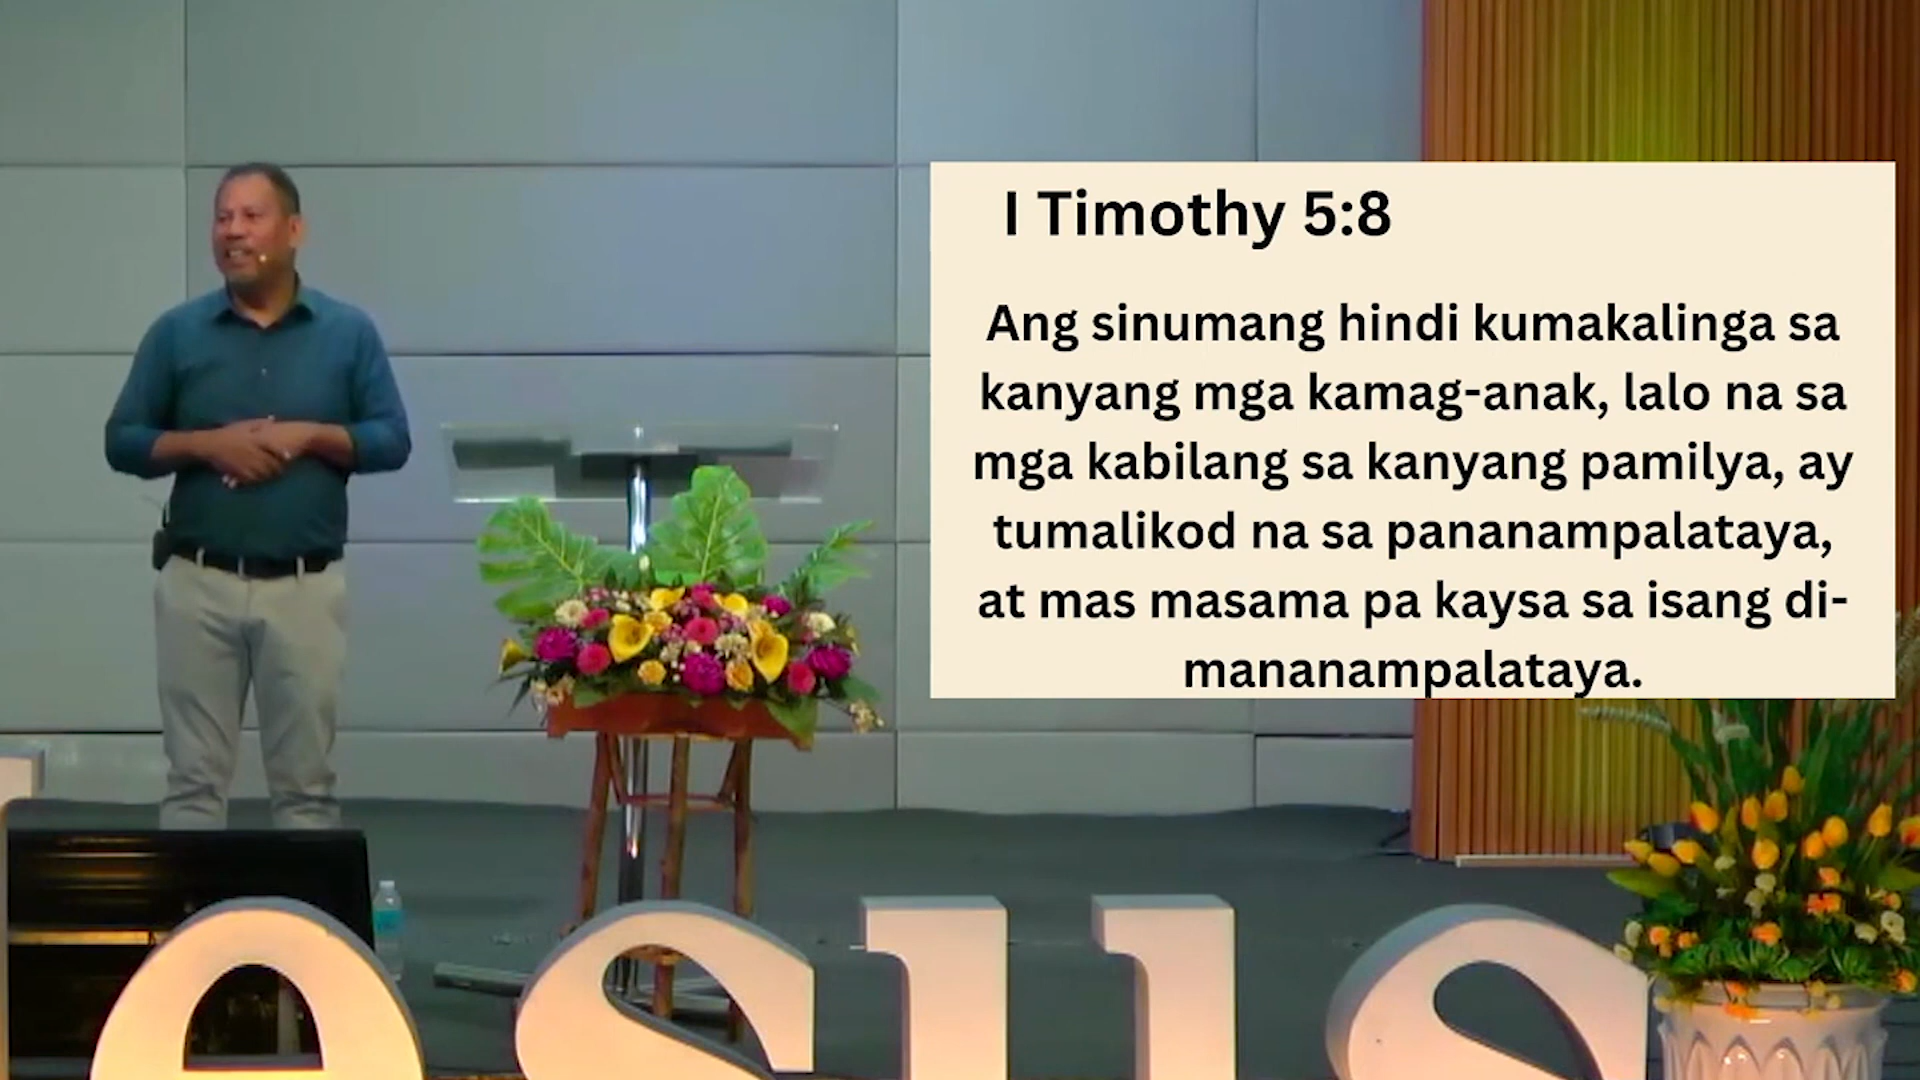 I Timothy 5:8
Ang sinumang hindi kumakalinga sa
kanyang mga kamag-anak, lalo na sa
mga kabilang sa kanyang pamilya, ay
tumalikod na sa pananampalataya,
at mas masama pa kaysa sa isang di-
mananampalataya.
Jesus